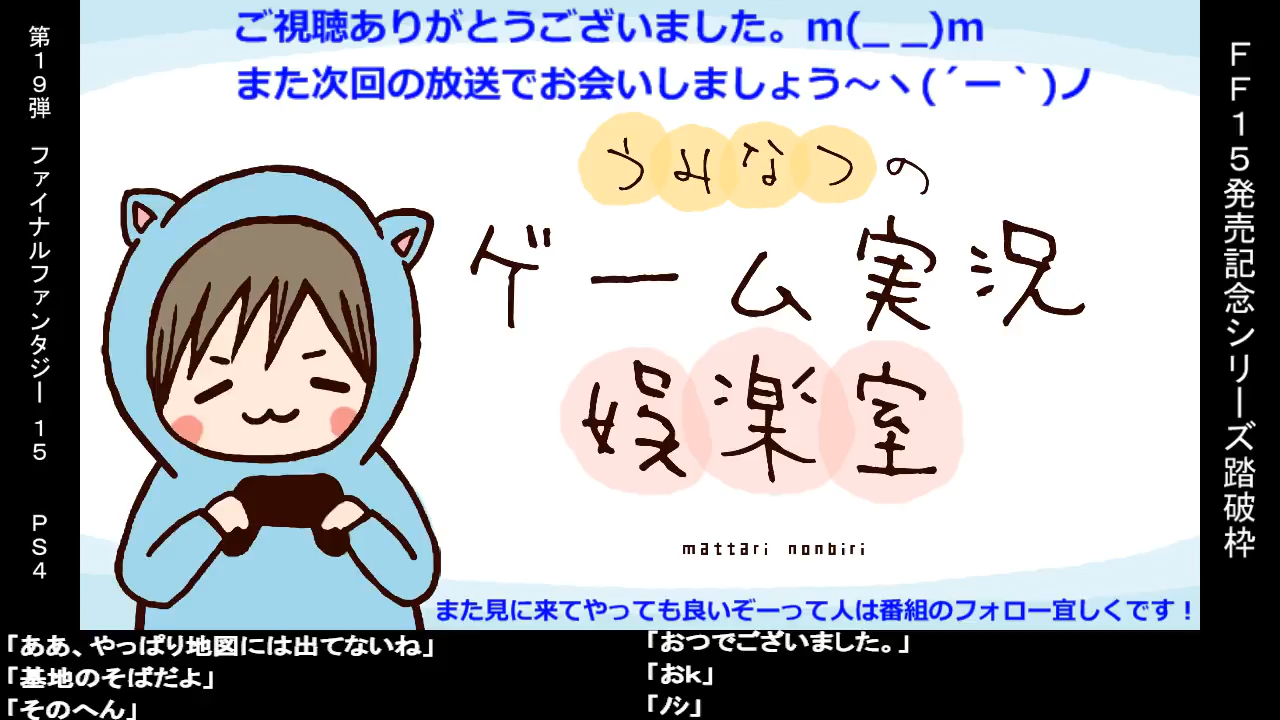 ご視聴ありがとうございました。m(_ _)m
また次回の放送でお会いしましょう～ヽ(´ー｀)ノ
第１９弾　ファイナルファンタジー　１５　　ＰＳ４
うみなつの
ゲーム実況
娯楽室
mattari nonbiri
また見に来てやっても良いぞーって人は番組のフォロー宜しくです！
ＦＦ１５発売記念シリーズ踏破枠
「ああ、やっぱり地図には出てないね」
「基地のそばだよ」
「そのへん」
「おつでございました。」
「おｋ」
「ノシ」